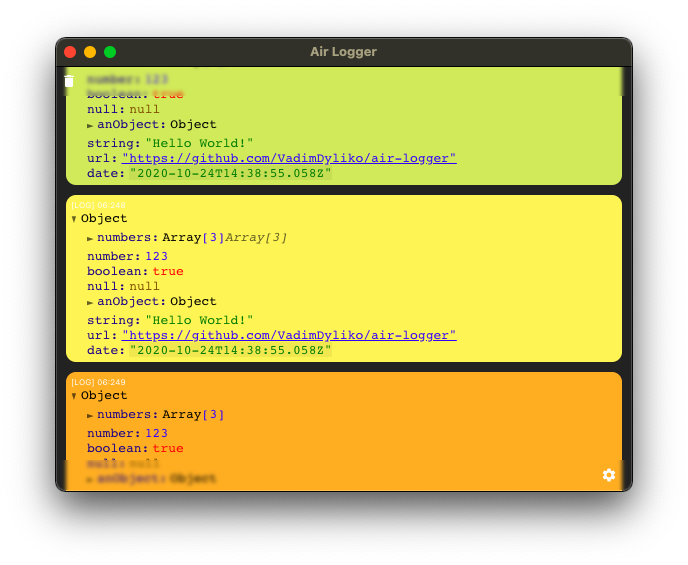 Air Logger
number: 123
boolean: true
null: null
► anObject: Object
string: "Hello World!"
url: "https://github.com/VadimDyliko/air-logger"
date: "2020-10-24T14:38:55.058Z"
[LOG]
▼ Object
► numbers: Array[3] Array[3]
number: 123
boolean: true
null: null
► anObject: Object
string: "Hello World!"
url: "https://github.com/VadimDyliko/air-logger"
date: "2020-10-24T14:38:55.058Z"
[LOG] 06:249
▼ Object
► numbers: Array[3]
number: 123
boolean: true
null: null
► anObject: Object